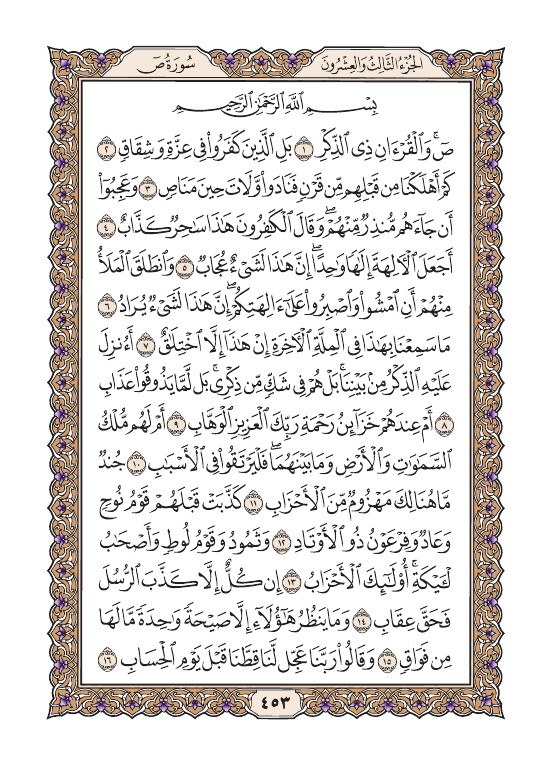 الجُزْءُ الثَّالِثُ وَالعِشْرُونَ
سُورَةُ صٓ
بِسْمِ ٱللَّهِ ٱلرَّحْمَٰنِ ٱلرَّحِيمِ
صٓۚ وَٱلْقُرْءَانِ ذِى ٱلذِّكْرِ ١ بَلِ ٱلَّذِينَ كَفَرُواْ فِى عِزَّةٍ وَشِقَاقٍ ٢
كَمْ أَهْلَكْنَا مِن قَبْلِهِم مِّن قَرْنٍ فَنَادَواْ وَّلَاتَ حِينَ مَنَاصٍ ٣ وَعَجِبُوٓاْ
أَن جَآءَهُم مُّنذِرٌ مِّنْهُمْۖ وَقَالَ ٱلْكَٰفِرُونَ هَٰذَا سَٰحِرٌ كَذَّابٌ ٤
أَجَعَلَ ٱلْءَالِهَةَ إِلَٰهًا وَٰحِدًاۖ إِنَّ هَٰذَا لَشَىْءٌ عُجَابٌ ٥ وَٱنطَلَقَ ٱلْمَلَأُ
مِنْهُمْ أَنِ ٱمْشُواْ وَٱصْبِرُواْ عَلَىٰٓ ءَالِهَتِكُمْۖ إِنَّ هَٰذَا لَشَىْءٌ يُرَادُ ٦
مَا سَمِعْنَا بِهَٰذَا فِى ٱلْمِلَّةِ ٱلْءَاخِرَةِ إِنْ هَٰذَآ إِلَّا ٱخْتِلَٰقٌ ٧ أَءُنزِلَ
عَلَيْهِ ٱلذِّكْرُ مِنۢ بَيْنِنَاۚ بَلْ هُمْ فِى شَكٍّ مِّن ذِكْرِىۖ بَل لَّمَّا يَذُوقُواْ عَذَابِ
٨ أَمْ عِندَهُمْ خَزَآئِنُ رَحْمَةِ رَبِّكَ ٱلْعَزِيزِ ٱلْوَهَّابِ ٩ أَمْ لَهُم مُّلْكُ
ٱلسَّمَٰوَٰتِ وَٱلْأَرْضِ وَمَا بَيْنَهُمَاۖ فَلْيَرْتَقُواْ فِى ٱلْأَسْبَٰبِ ١٠ جُندٌ
مَّا هُنَالِكَ مَهْزُومٌ مِّنَ ٱلْأَحْزَابِ ١١ كَذَّبَتْ قَبْلَهُمْ قَوْمُ نُوحٍ
وَعَادٌ وَفِرْعَوْنُ ذُو ٱلْأَوْتَادِ ١٢ وَثَمُودُ وَقَوْمُ لُوطٍ وَأَصْحَٰبُ
لْـَٔيْكَةِۚ أُوْلَٰٓئِكَ ٱلْأَحْزَابُ ١٣ إِن كُلٌّ إِلَّا كَذَّبَ ٱلرُّسُلَ
فَحَقَّ عِقَابِ ١٤ وَمَا يَنظُرُ هَٰٓؤُلَآءِ إِلَّا صَيْحَةً وَٰحِدَةً مَّا لَهَا
مِن فَوَاقٍ ١٥ وَقَالُواْ رَبَّنَا عَجِّل لَّنَا قِطَّنَا قَبْلَ يَوْمِ ٱلْحِسَابِ ١٦
٤٥٣